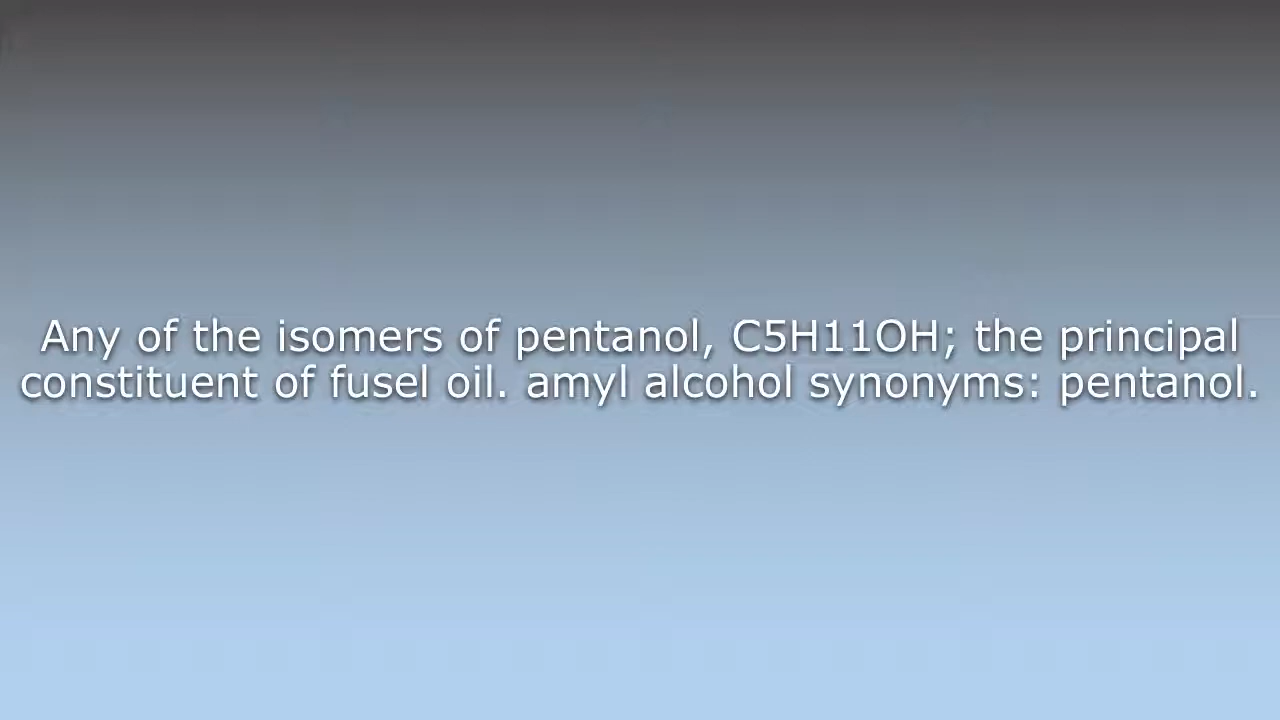 Any of the isomers of pentanol, C5H11OH; the principal
constituent of fusel oil. amyl alcohol synonyms: pentanol.